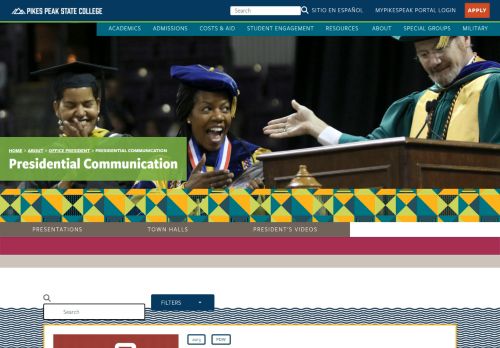 PIKES PEAK STATE COLLEGE
Search
SITIO EN ESPAÑOL
MYPIKESPEAK PORTAL LOGIN
APPLY
ACADEMICS
ADMISSIONS
COSTS & AID
STUDENT ENGAGEMENT
RESOURCES
ABOUT
SPECIAL GROUPS
MILITARY
HOME > ABOUT > OFFICE PRESIDENT > PRESIDENTIAL COMMUNICATION
Presidential Communication
PRESENTATIONS
TOWN HALLS
PRESIDENT'S VIDEOS
FILTERS
Search